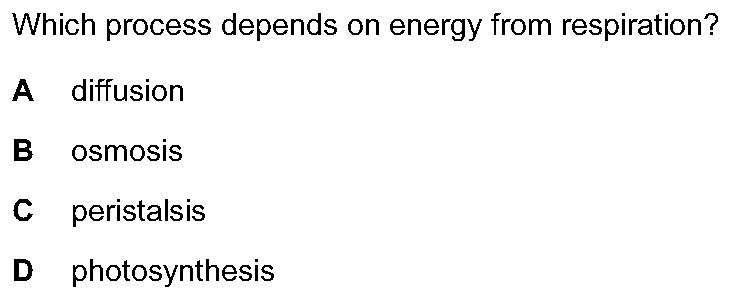 Which process depends on energy from respiration?
A diffusion
B osmosis
C peristalsis
D photosynthesis